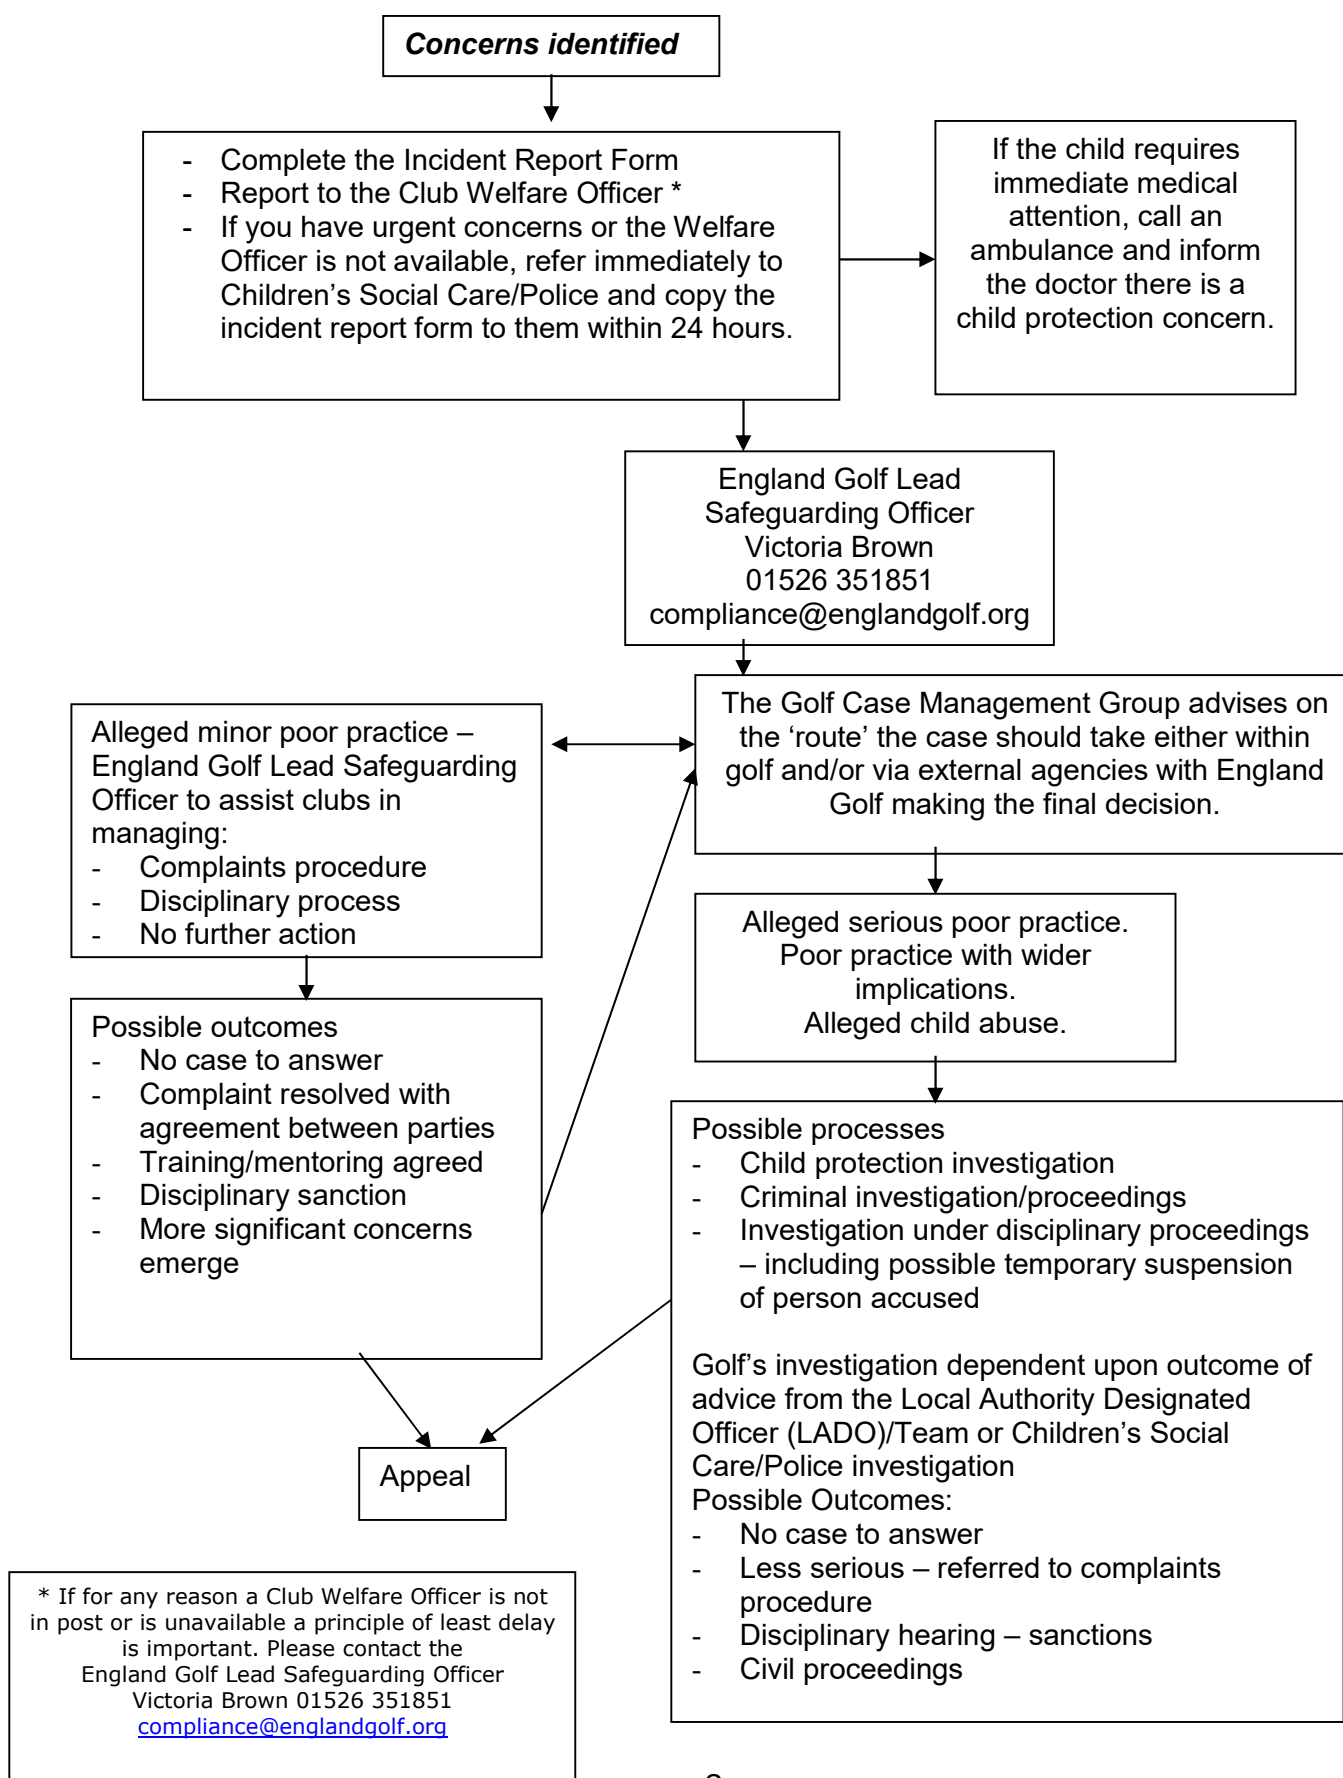 Concerns identified
- Complete the Incident Report Form
- Report to the Club Welfare Officer *
- If you have urgent concerns or the Welfare
Officer is not available, refer immediately to
Children’s Social Care/Police and copy the
incident report form to them within 24 hours.
If the child requires
immediate medical
attention, call an
ambulance and inform
the doctor there is a
child protection concern.
England Golf Lead
Safeguarding Officer
Victoria Brown
01526 351851
compliance@englandgolf.org
The Golf Case Management Group advises on
the ‘route’ the case should take either within
golf and/or via external agencies with England
Golf making the final decision.
Alleged minor poor practice –
England Golf Lead Safeguarding
Officer to assist clubs in
managing:
- Complaints procedure
- Disciplinary process
- No further action
Alleged serious poor practice.
Poor practice with wider
implications.
Alleged child abuse.
Possible outcomes
- No case to answer
- Complaint resolved with
agreement between parties
- Training/mentoring agreed
- Disciplinary sanction
- More significant concerns
emerge
Possible processes
- Child protection investigation
- Criminal investigation/proceedings
- Investigation under disciplinary proceedings
– including possible temporary suspension
of person accused
Golf’s investigation dependent upon outcome of
advice from the Local Authority Designated
Officer (LADO)/Team or Children’s Social
Care/Police investigation
Possible Outcomes:
- No case to answer
- Less serious – referred to complaints
procedure
- Disciplinary hearing – sanctions
- Civil proceedings
Appeal
* If for any reason a Club Welfare Officer is not
in post or is unavailable a principle of least delay
is important. Please contact the
England Golf Lead Safeguarding Officer
Victoria Brown 01526 351851
compliance@englandgolf.org